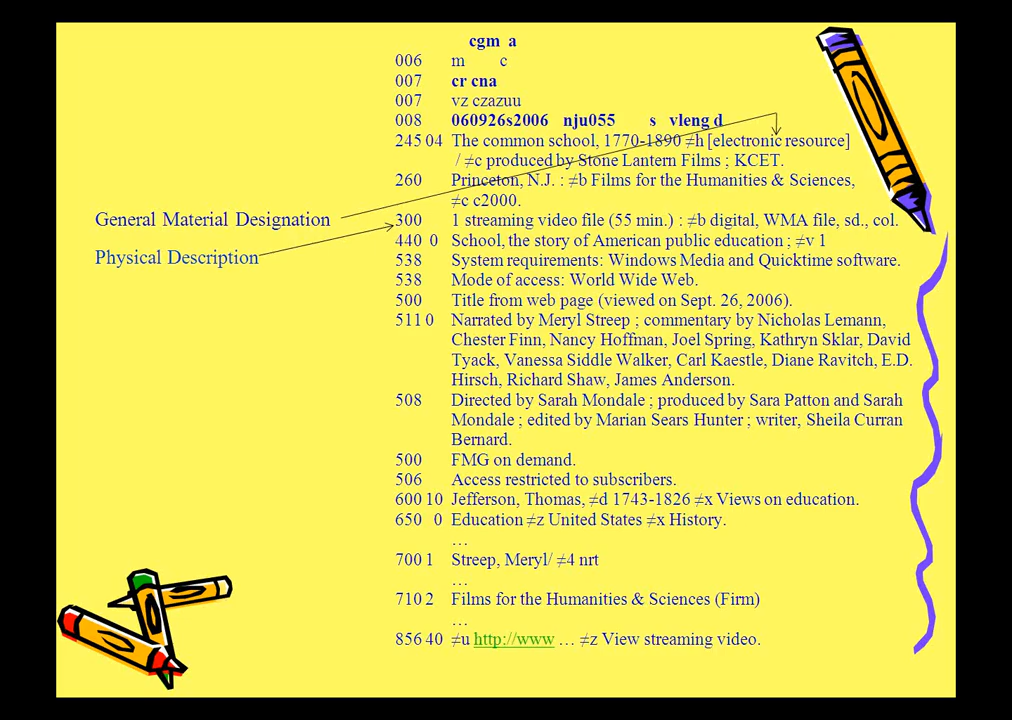 cgm a
006 m c
007 cr cna
007 vz czazuu
008 060926s2006 nju055 s vleng d
245 04 The common school, 1770-1890 ≠h [electronic resource]
/ ≠c produced by Stone Lantern Films ; KCET.
260 Princeton, N.J. : ≠b Films for the Humanities & Sciences,
≠c c2000.
General Material Designation
300 1 streaming video file (55 min.) : ≠b digital, WMA file, sd., col.
440 0 School, the story of American public education ; ≠v 1
Physical Description
538 System requirements: Windows Media and Quicktime software.
538 Mode of access: World Wide Web.
500 Title from web page (viewed on Sept. 26, 2006).
511 0 Narrated by Meryl Streep ; commentary by Nicholas Lemann,
Chester Finn, Nancy Hoffman, Joel Spring, Kathryn Sklar, David
Tyack, Vanessa Siddle Walker, Carl Kaestle, Diane Ravitch, E.D.
Hirsch, Richard Shaw, James Anderson.
508 Directed by Sarah Mondale ; produced by Sara Patton and Sarah
Mondale ; edited by Marian Sears Hunter ; writer, Sheila Curran
Bernard.
500 FMG on demand.
506 Access restricted to subscribers.
600 10 Jefferson, Thomas, ≠d 1743-1826 ≠x Views on education.
650 0 Education ≠z United States ≠x History.
…
700 1 Streep, Meryl/ ≠4 nrt
…
710 2 Films for the Humanities & Sciences (Firm)
…
856 40 ≠u http://www … ≠z View streaming video.